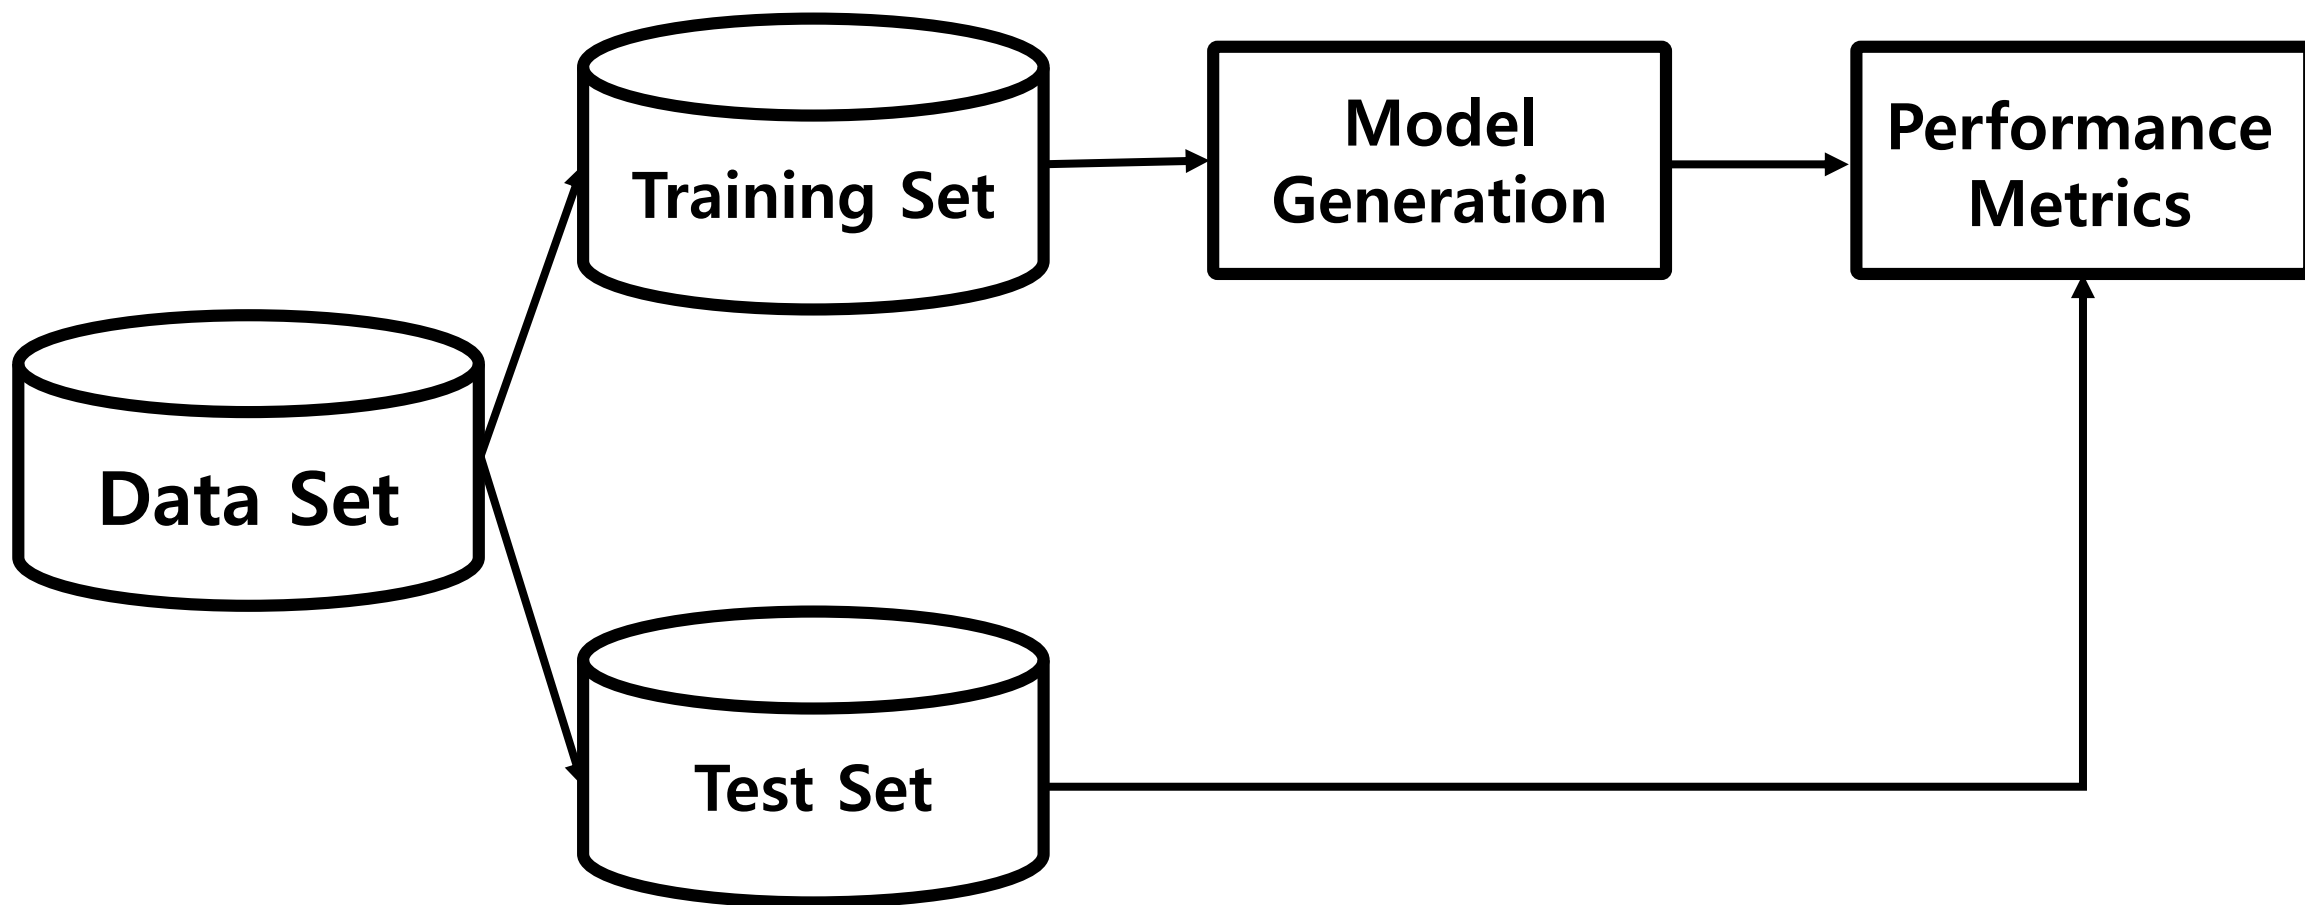 Training Set
Model
Generation
Performance
Metrics
Data Set
Test Set